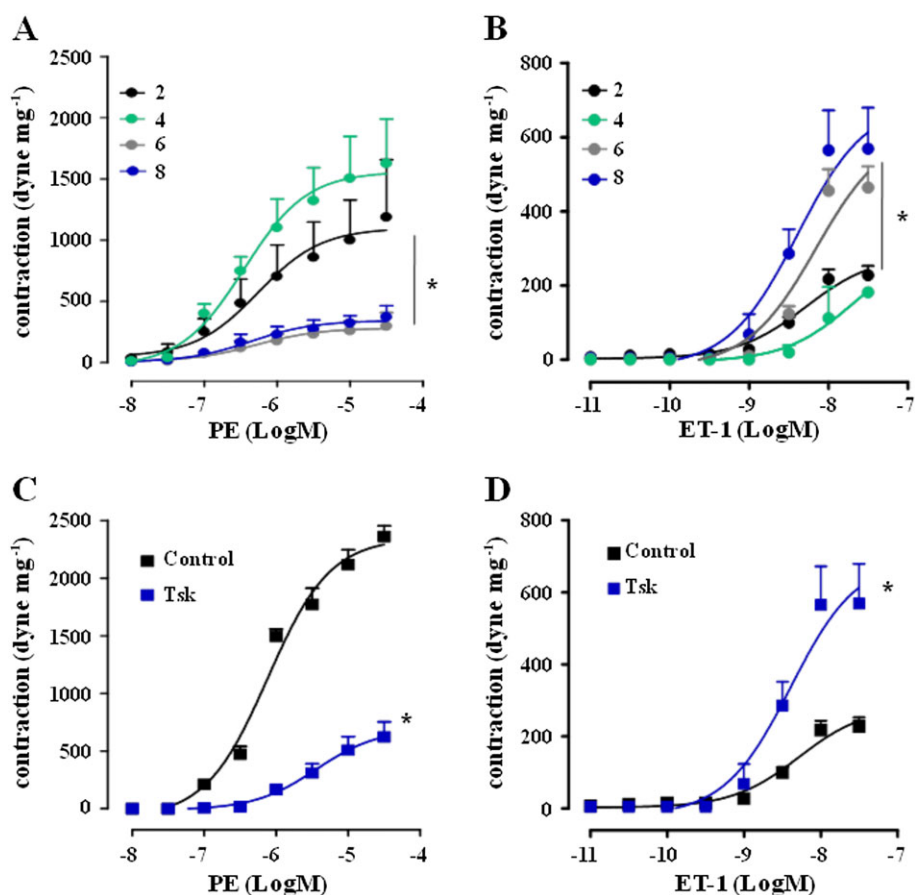 A
contraction (dyne mg⁻¹)
2500
2000
1500
1000
500
0
2
4
6
8
*
-8 -7 -6 -5 -4
PE (LogM)
B
contraction (dyne mg⁻¹)
800
600
400
200
0
2
4
6
8
*
-11 -10 -9 -8 -7
ET-1 (LogM)
C
contraction (dyne mg⁻¹)
2500
2000
1500
1000
500
0
Control
Tsk
*
-8 -7 -6 -5 -4
PE (LogM)
D
contraction (dyne mg⁻¹)
800
600
400
200
0
Control
Tsk
*
-11 -10 -9 -8 -7
ET-1 (LogM)